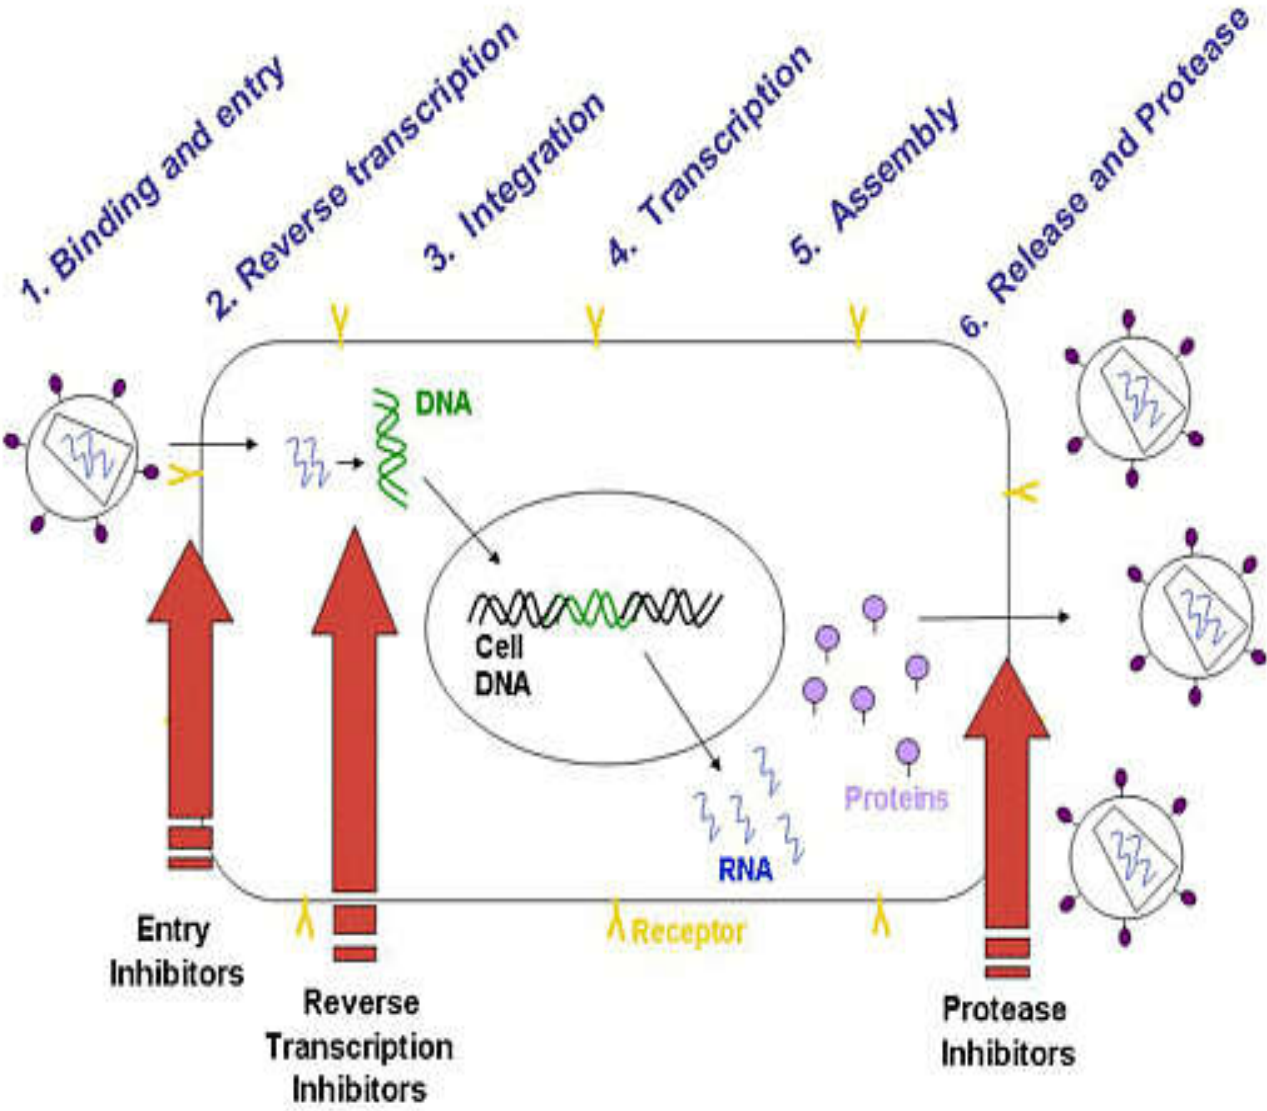 1. Binding and entry
2. Reverse transcription
3. Integration
4. Transcription
5. Assembly
6. Release and Protease
DNA
Cell
DNA
Proteins
RNA
Receptor
Entry
Inhibitors
Reverse
Transcription
Inhibitors
Protease
Inhibitors